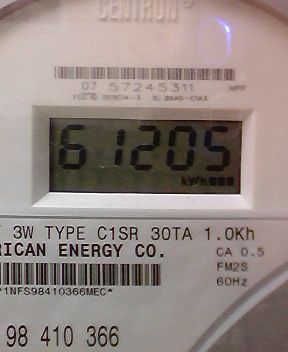 CENTRON®
07 57245311
61205
kWh
3W TYPE C1SR 30TA 1.0Kh
RICAN ENERGY CO. CA 0.5
FM2S
*1NFS98410366MEC* 60Hz
98 410 366